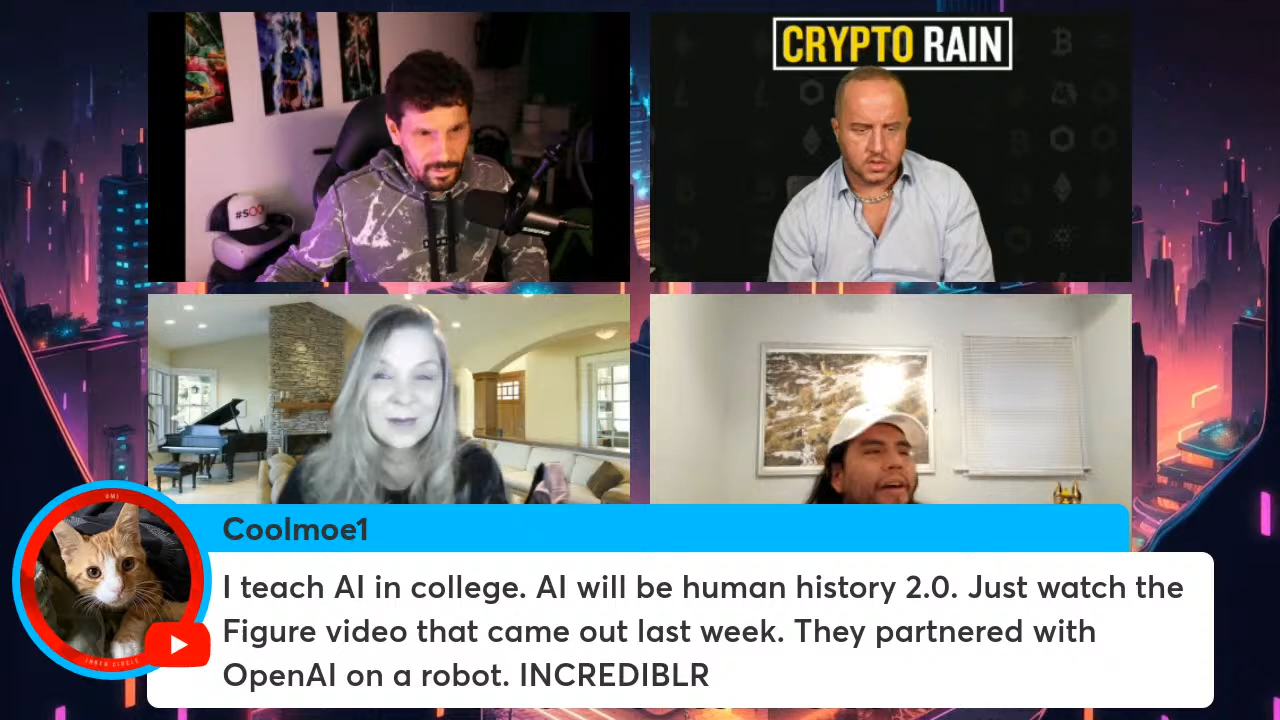 CRYPTO RAIN
Coolmoe1
I teach AI in college. AI will be human history 2.0. Just watch the
Figure video that came out last week. They partnered with
OpenAI on a robot. INCREDIBLR